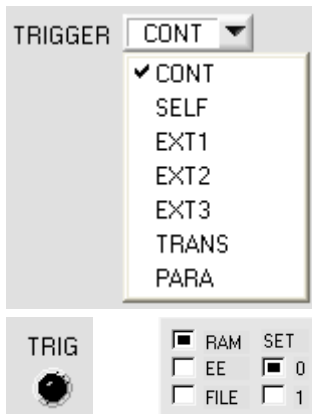 TRIGGER CONT
CONT
SELF
EXT1
EXT2
EXT3
TRANS
PARA
TRIG
RAM SET
EE 0
FILE 1